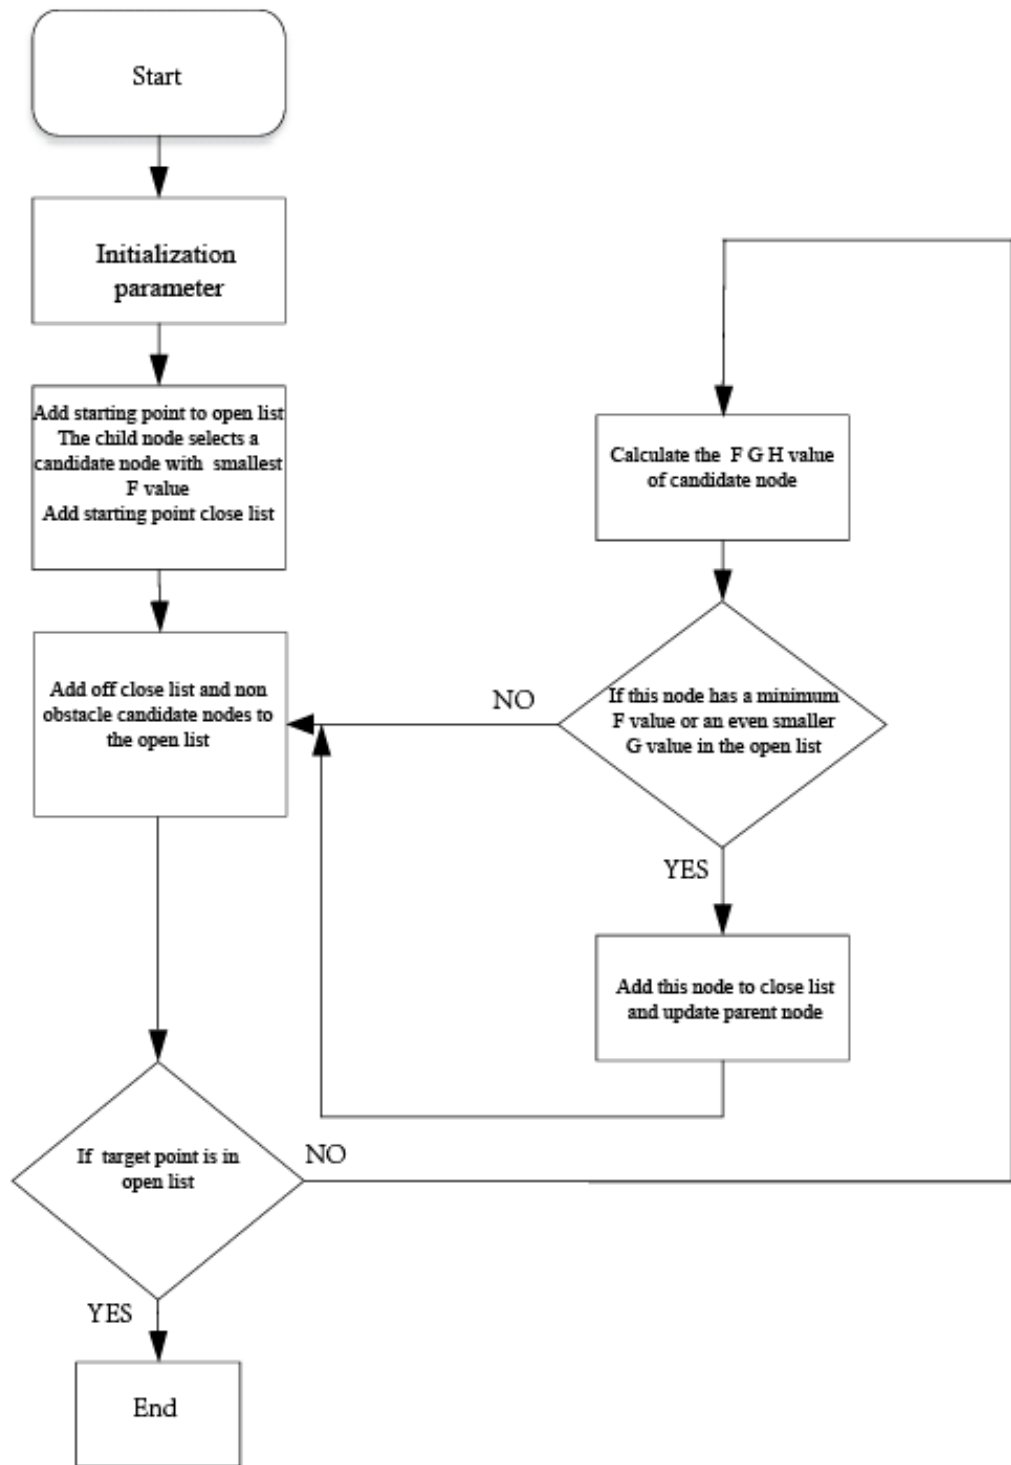 Start
Initialization
parameter
Add starting point to open list
The child node selects a
candidate node with smallest
F value
Add starting point close list
Calculate the F G H value
of candidate node
Add off close list and non
obstacle candidate nodes to
the open list
NO
If this node has a minimum
F value or an even smaller
G value in the open list
YES
Add this node to close list
and update parent node
If target point is in
open list
NO
YES
End